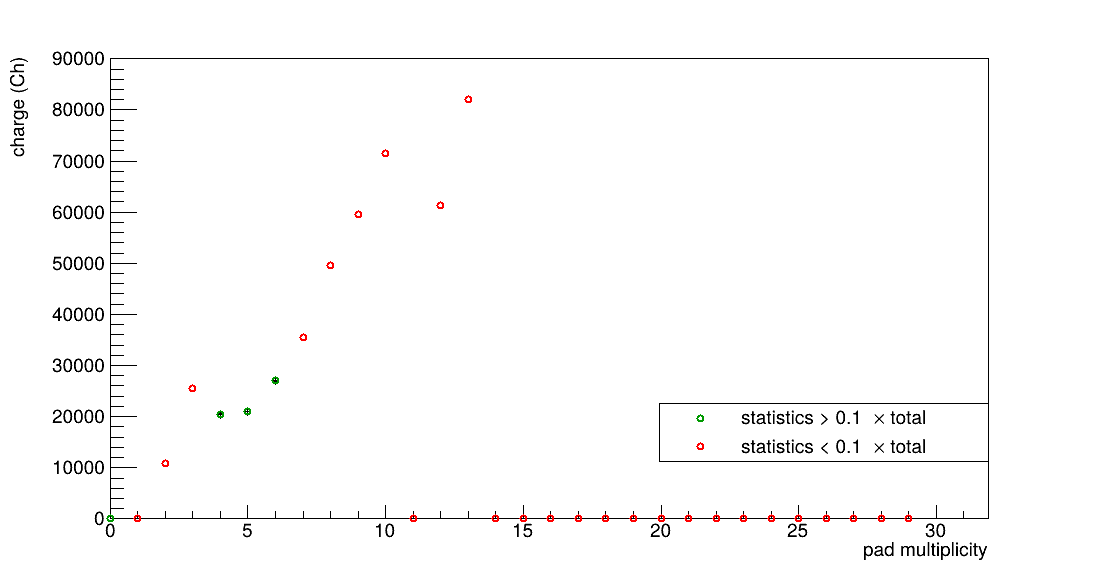 charge (Ch)
90000
80000
70000
60000
50000
40000
30000
20000
10000
0
statistics > 0.1 × total
statistics < 0.1 × total
0 5 10 15 20 25 30
pad multiplicity